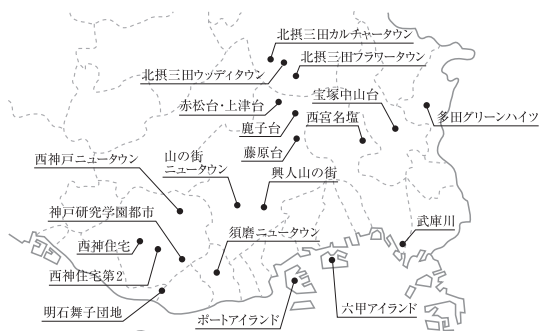 北摂三田カルチャータウン
北摂三田フラワータウン
北摂三田ウッディタウン
宝塚中山台
赤松台・上津台
西宮名塩
多田グリーンハイツ
鹿子台
藤原台
西神戸ニュータウン
山の街
ニュータウン
興人山の街
神戸研究学園都市
須磨ニュータウン
武庫川
西神住宅
西神住宅第2
明石舞子団地
ポートアイランド
六甲アイランド